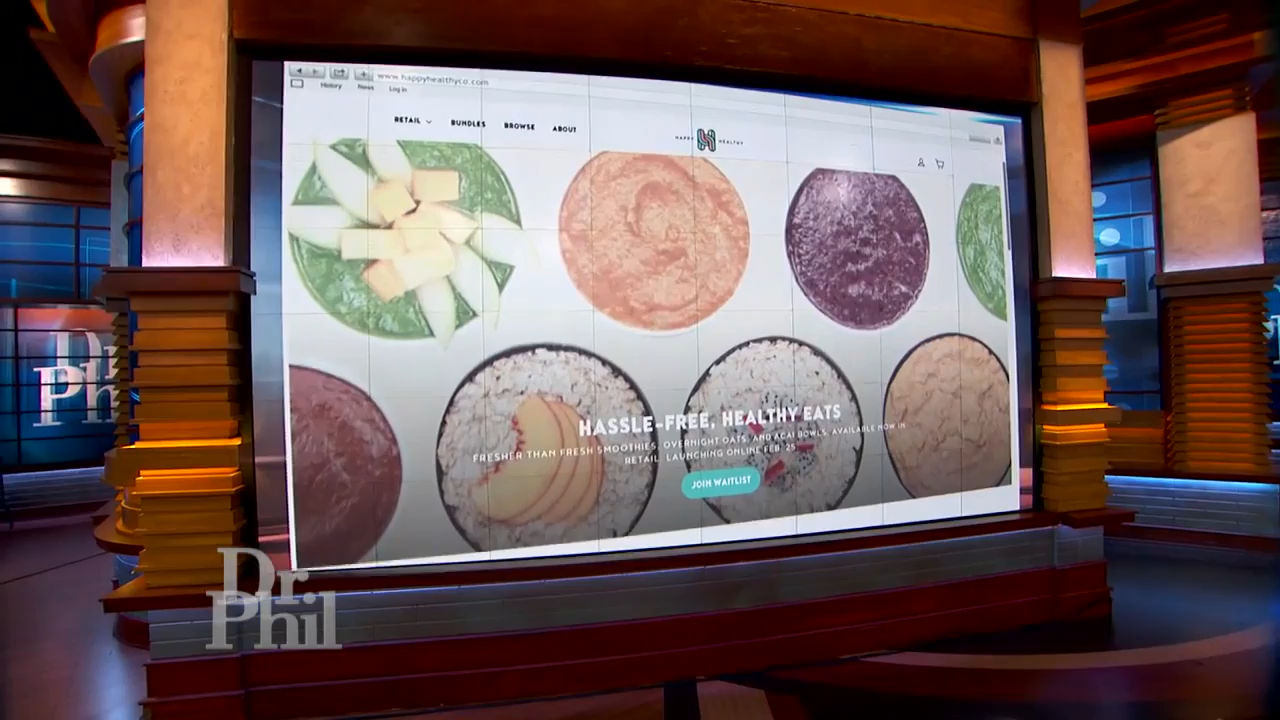 www.happyhealthyco.com
History News Log in
RETAIL BUNDLES BROWSE ABOUT
HAPPY HEALTHY
HASSLE-FREE, HEALTHY EATS
FRESHER THAN FRESH SMOOTHIES, OVERNIGHT OATS, AND ACAI BOWLS. AVAILABLE NOW IN
RETAIL. LAUNCHING ONLINE FEB. 25
JOIN WAITLIST
Dr.
Ph
Dr.
Phil